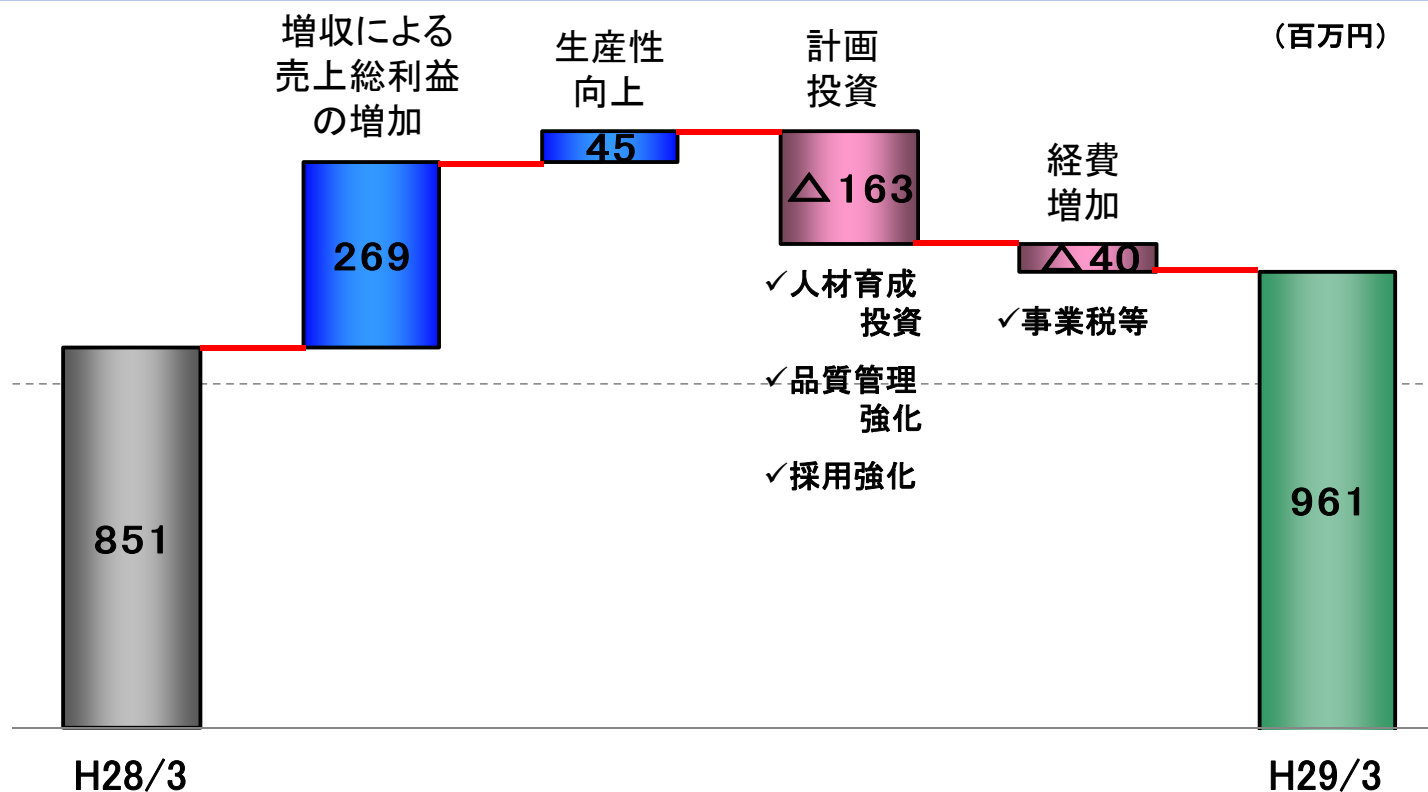 (百万円)
増収による
売上総利益
の増加
生産性
向上
計画
投資
経費
増加
851
269
45
△163
△40
961
✓人材育成
投資
✓品質管理
強化
✓採用強化
✓事業税等
H28/3
H29/3